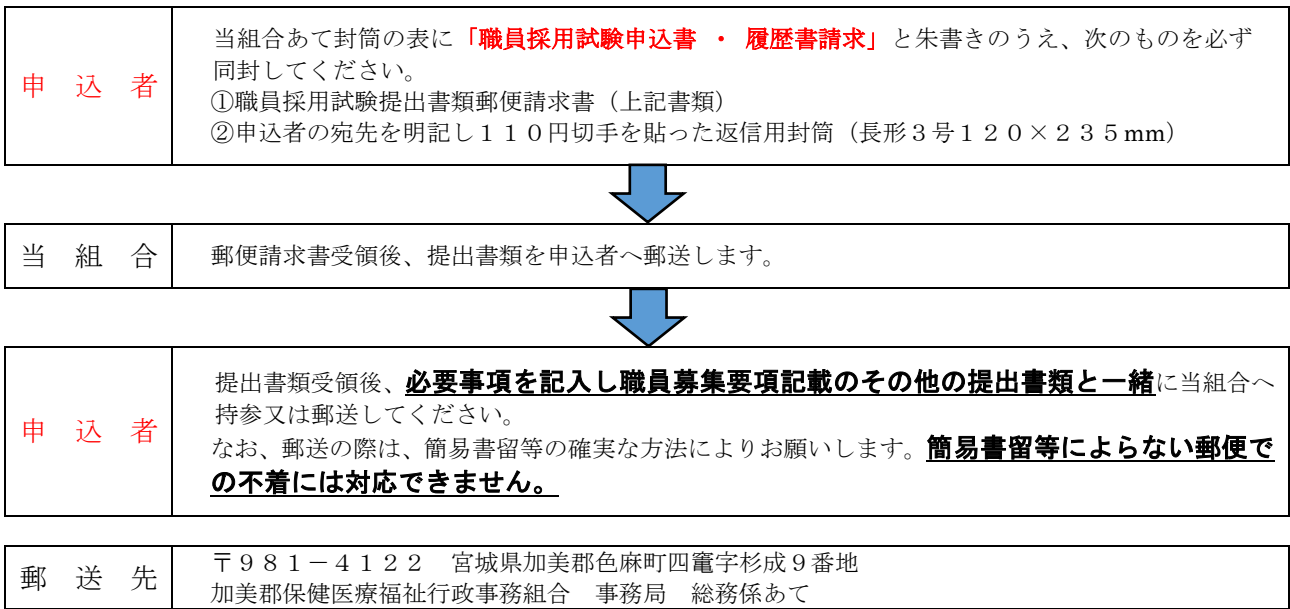 申　込　者
当組合あて封筒の表に「職員採用試験申込書　・　履歴書請求」と朱書きのうえ、次のものを必ず
同封してください。
①職員採用試験提出書類郵便請求書（上記書類）
②申込者の宛先を明記し１１０円切手を貼った返信用封筒（長形３号１２０×２３５mm）
当　組　合
郵便請求書受領後、提出書類を申込者へ郵送します。
申　込　者
提出書類受領後、必要事項を記入し職員募集要項記載のその他の提出書類と一緒に当組合へ
持参又は郵送してください。
なお、郵送の際は、簡易書留等の確実な方法によりお願いします。簡易書留等によらない郵便で
の不着には対応できません。
郵　送　先
〒９８１－４１２２　宮城県加美郡色麻町四竃字杉成９番地
加美郡保健医療福祉行政事務組合　事務局　総務係あて